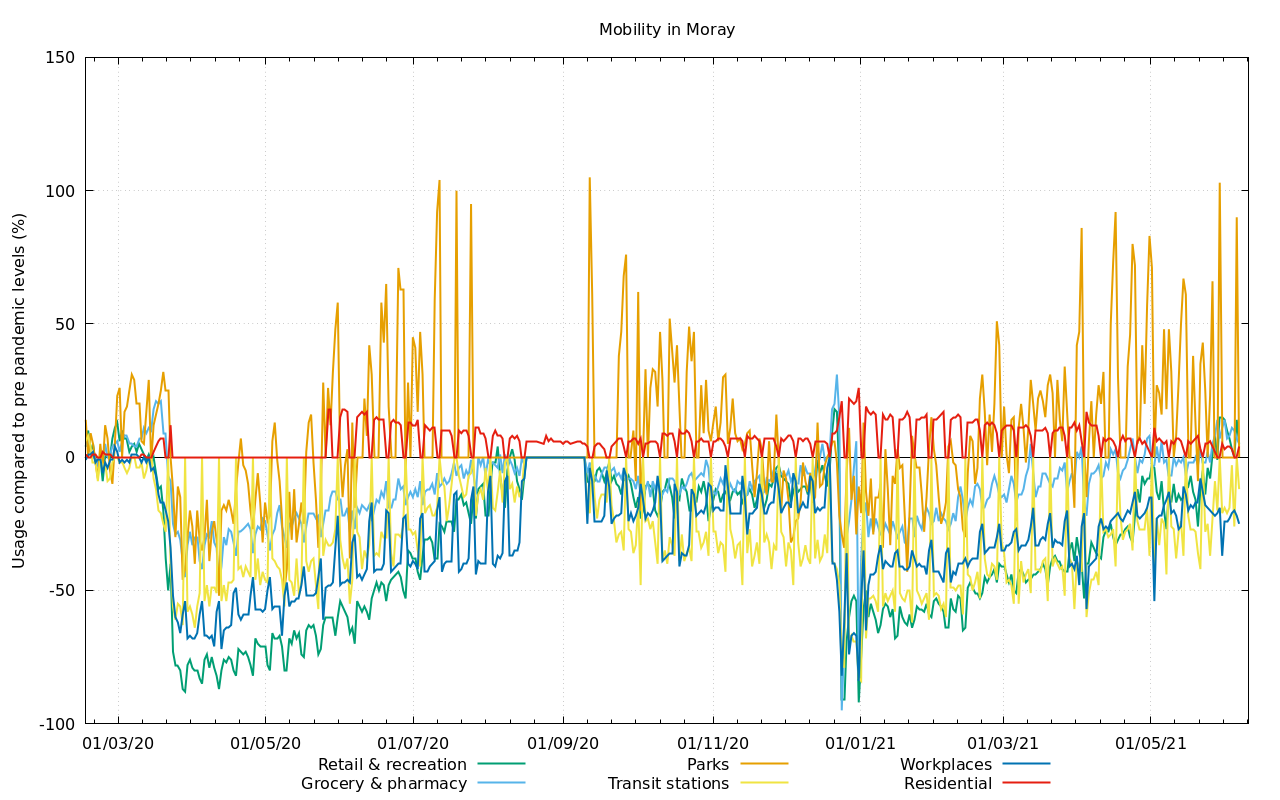 Mobility in Moray
Usage compared to pre pandemic levels (%)
150
100
50
0
-50
-100
01/03/20 01/05/20 01/07/20 01/09/20 01/11/20 01/01/21 01/03/21 01/05/21
Retail & recreation Parks Workplaces
Grocery & pharmacy Transit stations Residential